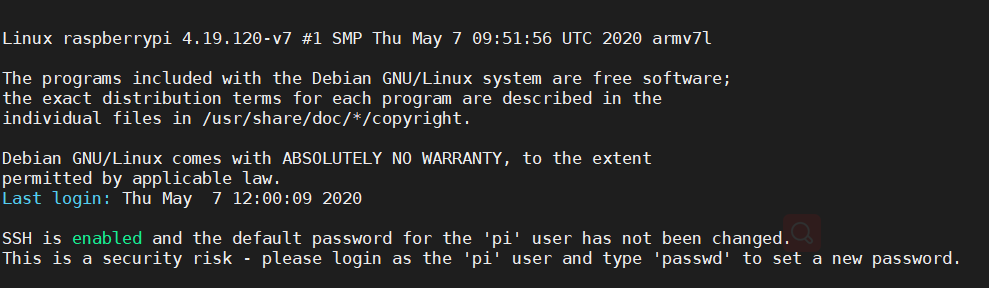 Linux raspberrypi 4.19.120-v7 #1 SMP Thu May 7 09:51:56 UTC 2020 armv7l
The programs included with the Debian GNU/Linux system are free software;
the exact distribution terms for each program are described in the
individual files in /usr/share/doc/*/copyright.
Debian GNU/Linux comes with ABSOLUTELY NO WARRANTY, to the extent
permitted by applicable law.
Last login: Thu May  7 12:00:09 2020
SSH is enabled and the default password for the 'pi' user has not been changed.
This is a security risk - please login as the 'pi' user and type 'passwd' to set a new password.